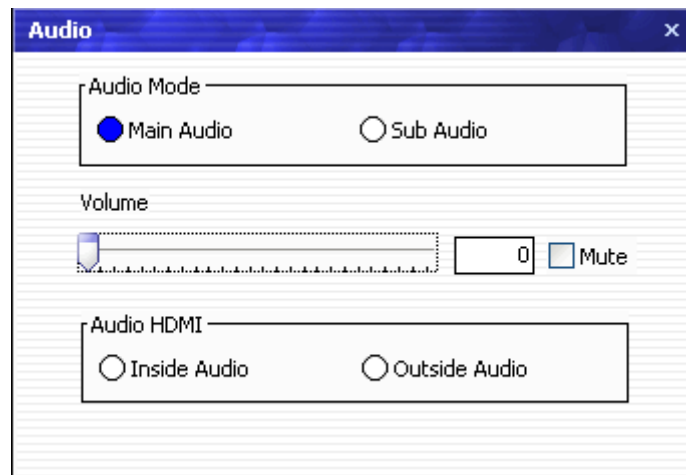 Audio
Audio Mode
Main Audio Sub Audio
Volume
0 Mute
Audio HDMI
Inside Audio Outside Audio